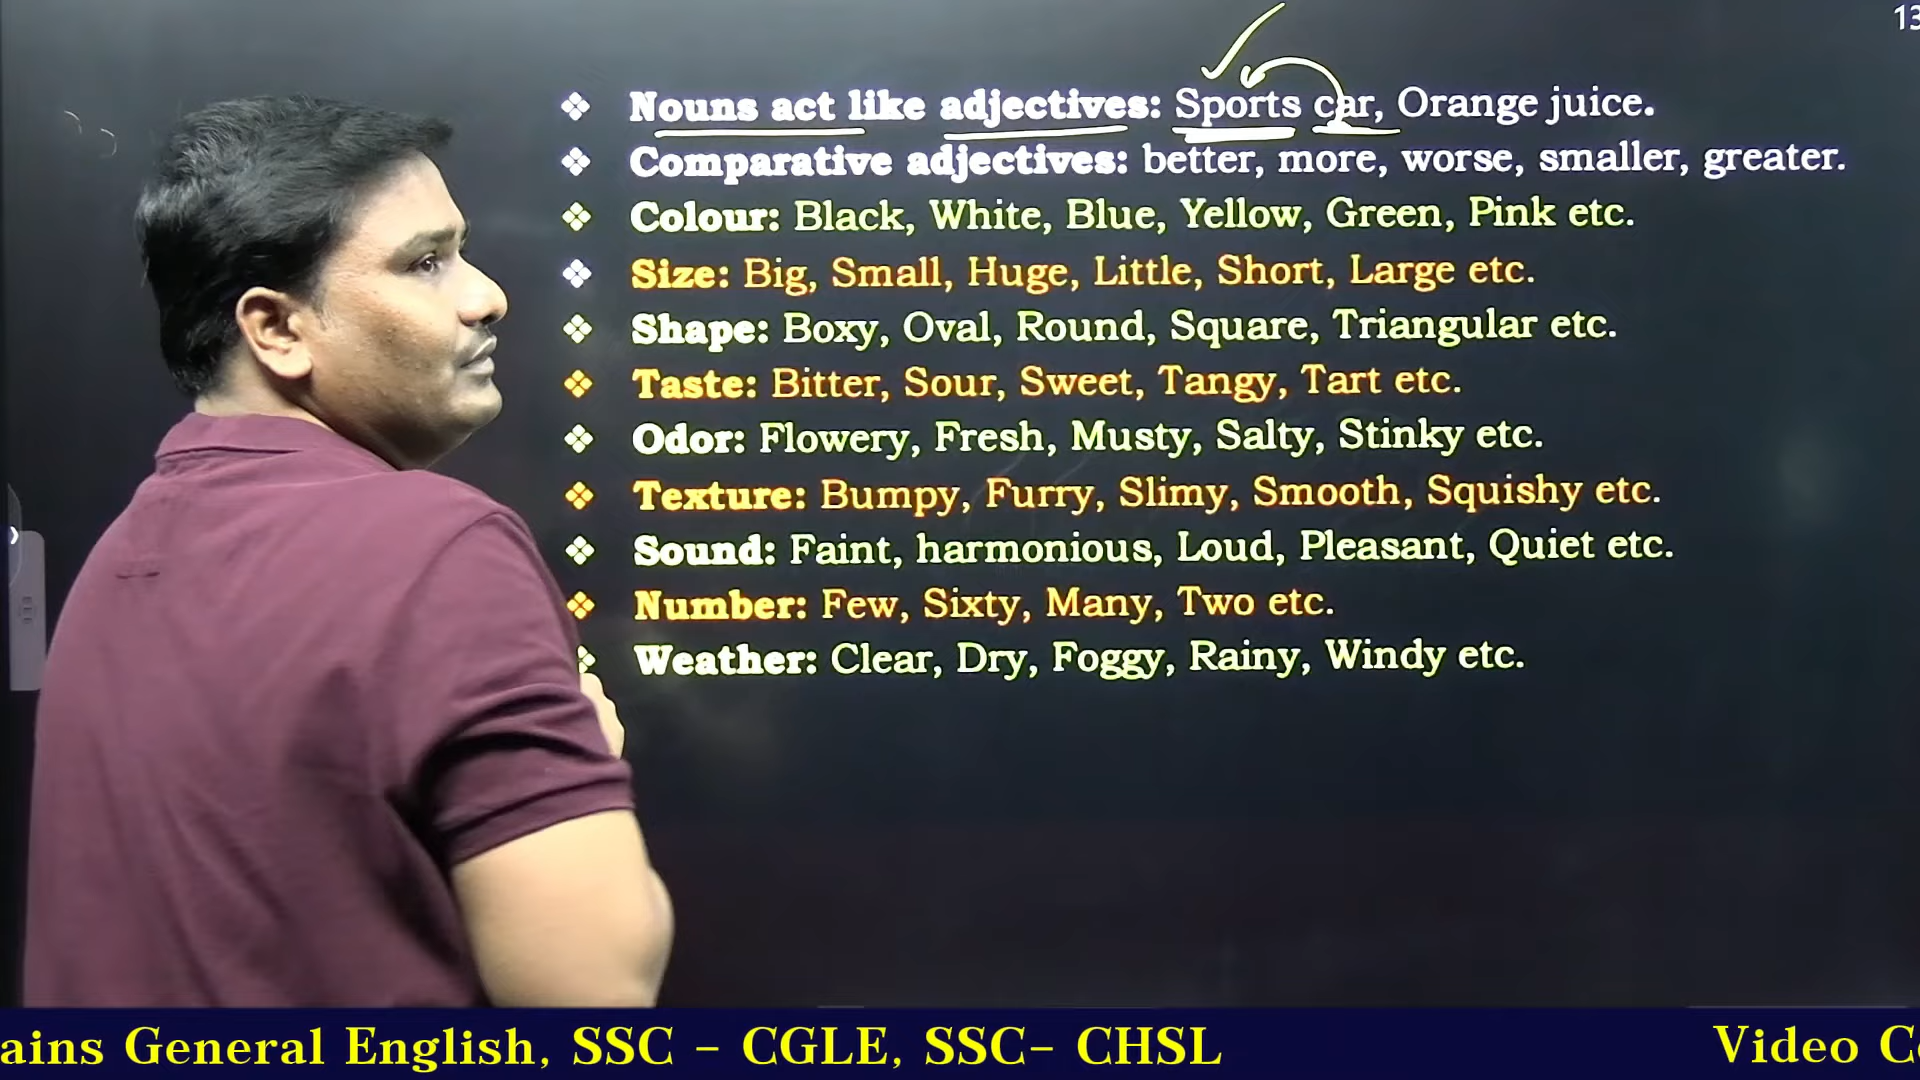 13
❖ Nouns act like adjectives: Sports car, Orange juice.
❖ Comparative adjectives: better, more, worse, smaller, greater.
❖ Colour: Black, White, Blue, Yellow, Green, Pink etc.
❖ Size: Big, Small, Huge, Little, Short, Large etc.
❖ Shape: Boxy, Oval, Round, Square, Triangular etc.
❖ Taste: Bitter, Sour, Sweet, Tangy, Tart etc.
❖ Odor: Flowery, Fresh, Musty, Salty, Stinky etc.
❖ Texture: Bumpy, Furry, Slimy, Smooth, Squishy etc.
❖ Sound: Faint, harmonious, Loud, Pleasant, Quiet etc.
❖ Number: Few, Sixty, Many, Two etc.
❖ Weather: Clear, Dry, Foggy, Rainy, Windy etc.
ains General English, SSC - CGLE, SSC- CHSL Video C